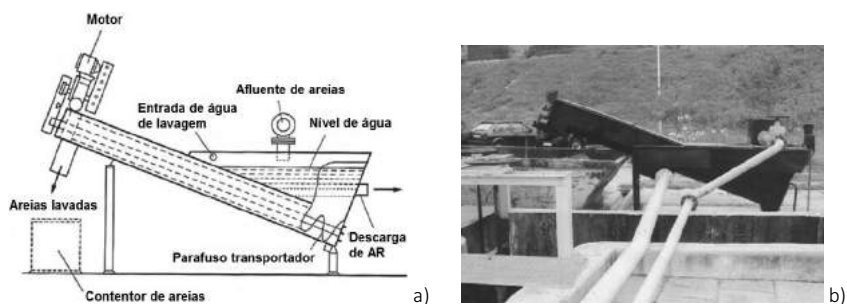 Motor
Afluente de areias
Entrada de água
de lavagem
Nível de água
Areias lavadas
Descarga
de AR
Parafuso transportador
Contentor de areias
a)
b)